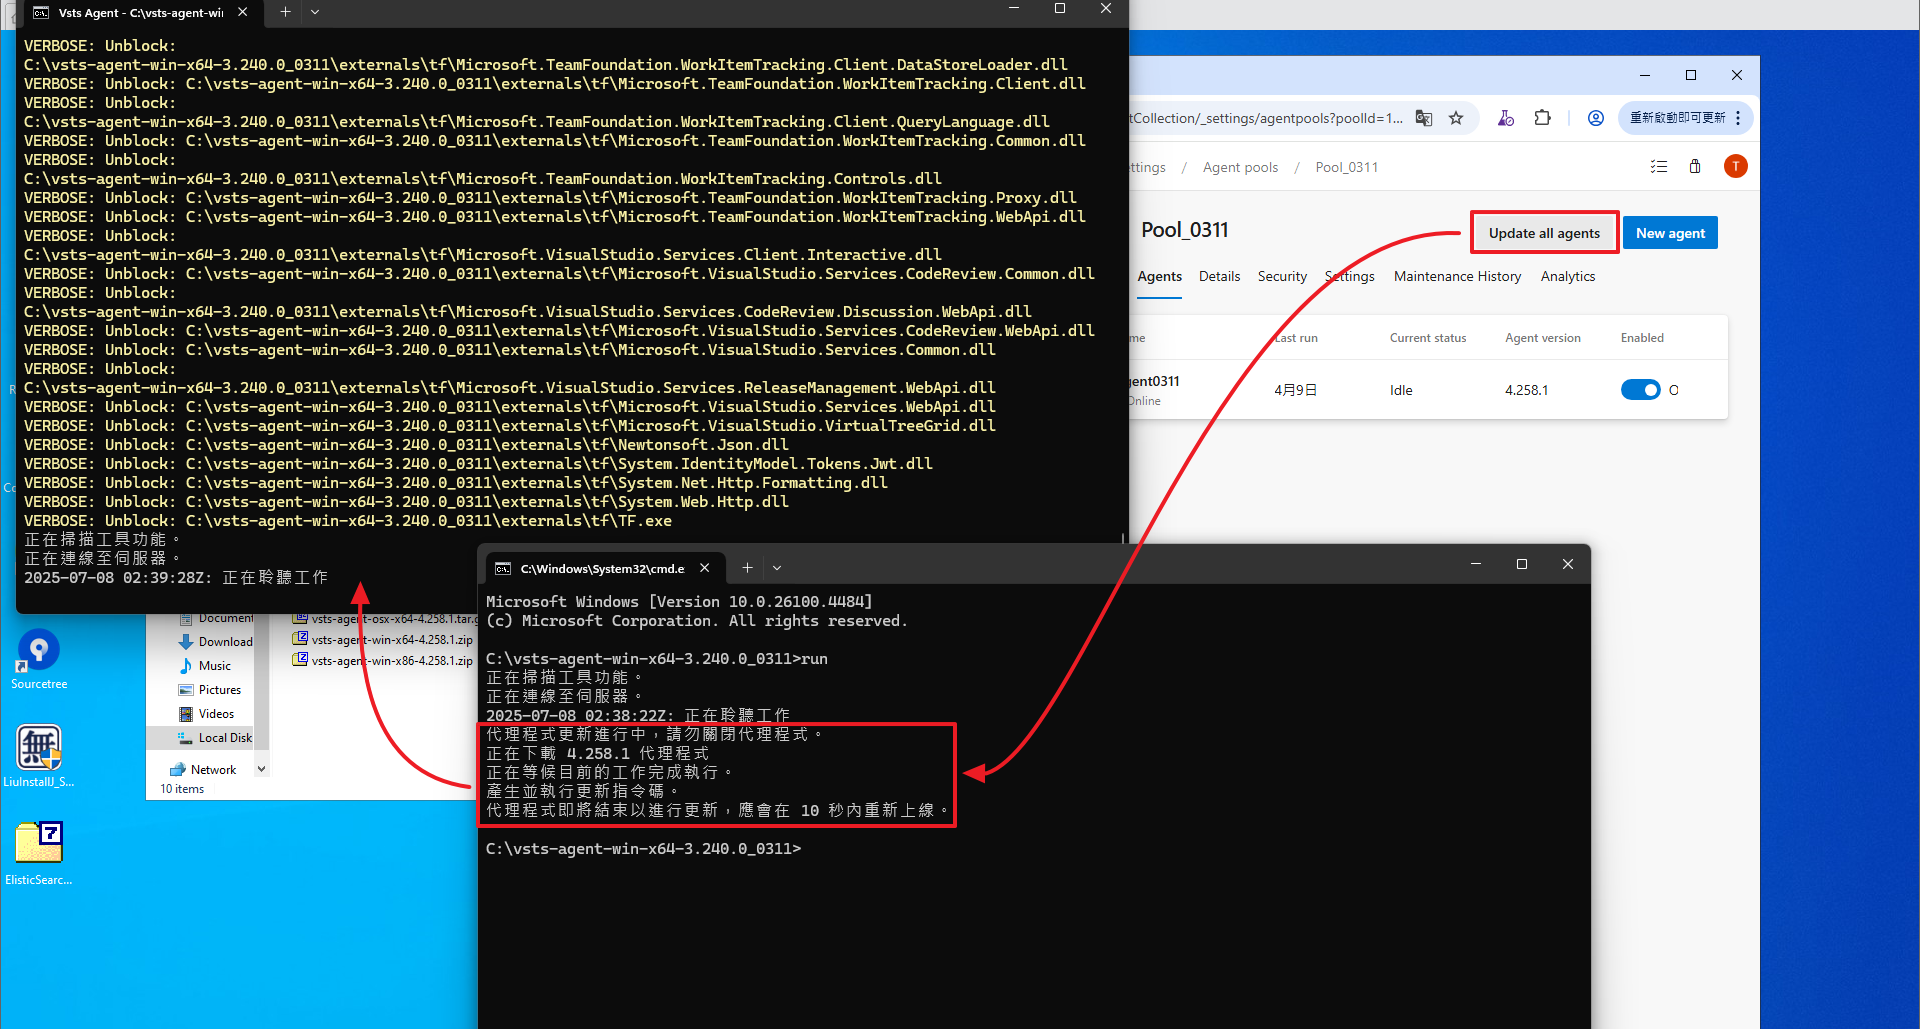 Vsts Agent - C:\vsts-agent-wi
VERBOSE: Unblock:
C:\vsts-agent-win-x64-3.240.0_0311\externals\tf\Microsoft.TeamFoundation.WorkItemTracking.Client.DataStoreLoader.dll
VERBOSE: Unblock: C:\vsts-agent-win-x64-3.240.0_0311\externals\tf\Microsoft.TeamFoundation.WorkItemTracking.Client.dll
VERBOSE: Unblock:
C:\vsts-agent-win-x64-3.240.0_0311\externals\tf\Microsoft.TeamFoundation.WorkItemTracking.Client.QueryLanguage.dll
VERBOSE: Unblock: C:\vsts-agent-win-x64-3.240.0_0311\externals\tf\Microsoft.TeamFoundation.WorkItemTracking.Common.dll
VERBOSE: Unblock:
C:\vsts-agent-win-x64-3.240.0_0311\externals\tf\Microsoft.TeamFoundation.WorkItemTracking.Controls.dll
VERBOSE: Unblock: C:\vsts-agent-win-x64-3.240.0_0311\externals\tf\Microsoft.TeamFoundation.WorkItemTracking.Proxy.dll
VERBOSE: Unblock: C:\vsts-agent-win-x64-3.240.0_0311\externals\tf\Microsoft.TeamFoundation.WorkItemTracking.WebApi.dll
VERBOSE: Unblock:
C:\vsts-agent-win-x64-3.240.0_0311\externals\tf\Microsoft.VisualStudio.Services.Client.Interactive.dll
VERBOSE: Unblock: C:\vsts-agent-win-x64-3.240.0_0311\externals\tf\Microsoft.VisualStudio.Services.CodeReview.Common.dll
VERBOSE: Unblock:
C:\vsts-agent-win-x64-3.240.0_0311\externals\tf\Microsoft.VisualStudio.Services.CodeReview.Discussion.WebApi.dll
VERBOSE: Unblock: C:\vsts-agent-win-x64-3.240.0_0311\externals\tf\Microsoft.VisualStudio.Services.CodeReview.WebApi.dll
VERBOSE: Unblock: C:\vsts-agent-win-x64-3.240.0_0311\externals\tf\Microsoft.VisualStudio.Services.Common.dll
VERBOSE: Unblock:
C:\vsts-agent-win-x64-3.240.0_0311\externals\tf\Microsoft.VisualStudio.Services.ReleaseManagement.WebApi.dll
VERBOSE: Unblock: C:\vsts-agent-win-x64-3.240.0_0311\externals\tf\Microsoft.VisualStudio.Services.WebApi.dll
VERBOSE: Unblock: C:\vsts-agent-win-x64-3.240.0_0311\externals\tf\Microsoft.VisualStudio.VirtualTreeGrid.dll
VERBOSE: Unblock: C:\vsts-agent-win-x64-3.240.0_0311\externals\tf\Newtonsoft.Json.dll
VERBOSE: Unblock: C:\vsts-agent-win-x64-3.240.0_0311\externals\tf\System.IdentityModel.Tokens.Jwt.dll
VERBOSE: Unblock: C:\vsts-agent-win-x64-3.240.0_0311\externals\tf\System.Net.Http.Formatting.dll
VERBOSE: Unblock: C:\vsts-agent-win-x64-3.240.0_0311\externals\tf\System.Web.Http.dll
VERBOSE: Unblock: C:\vsts-agent-win-x64-3.240.0_0311\externals\tf\TF.exe
正在掃描工具功能。
正在連線至伺服器。
2025-07-08 02:39:28Z: 正在聆聽工作
tCollection/_settings/agentpools?poolId=1...
重新啟動即可更新
ettings / Agent pools / Pool_0311
T
Pool_0311
Update all agents
New agent
Agents Details Security Settings Maintenance History Analytics
me Last run Current status Agent version Enabled
gent0311
Online
4月9日 Idle 4.258.1 O
C:\Windows\System32\cmd.e
Microsoft Windows [Version 10.0.26100.4484]
(c) Microsoft Corporation. All rights reserved.
C:\vsts-agent-win-x64-3.240.0_0311>run
正在掃描工具功能。
正在連線至伺服器。
2025-07-08 02:38:22Z: 正在聆聽工作
代理程式更新進行中，請勿關閉代理程式。
正在下載 4.258.1 代理程式
正在等候目前的工作完成執行。
產生並執行更新指令碼。
代理程式即將結束以進行更新，應會在 10 秒內重新上線。
C:\vsts-agent-win-x64-3.240.0_0311>
Document
Download
Music
Pictures
Videos
Local Disk
Network
10 items
vsts-agent-osx-x64-4.258.1.tar.g
vsts-agent-win-x64-4.258.1.zip
vsts-agent-win-x86-4.258.1.zip
R
Co
Sourcetree
無
LiuInstallJ_S...
7
ElisticSearc...